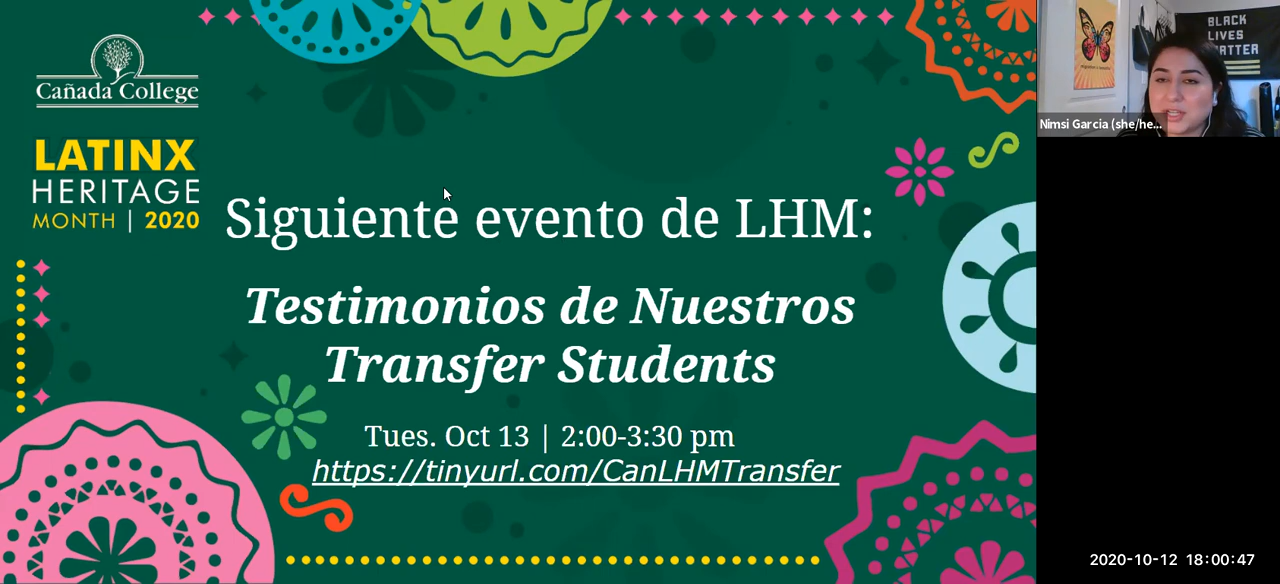 Cañada College
LATINX
HERITAGE
MONTH | 2020
Siguiente evento de LHM:
Testimonios de Nuestros
Transfer Students
Tues. Oct 13 | 2:00-3:30 pm
https://tinyurl.com/CanLHMTransfer
BLACK
LIVES
MATTER
Nimsi Garcia (she/he...
2020-10-12 18:00:47